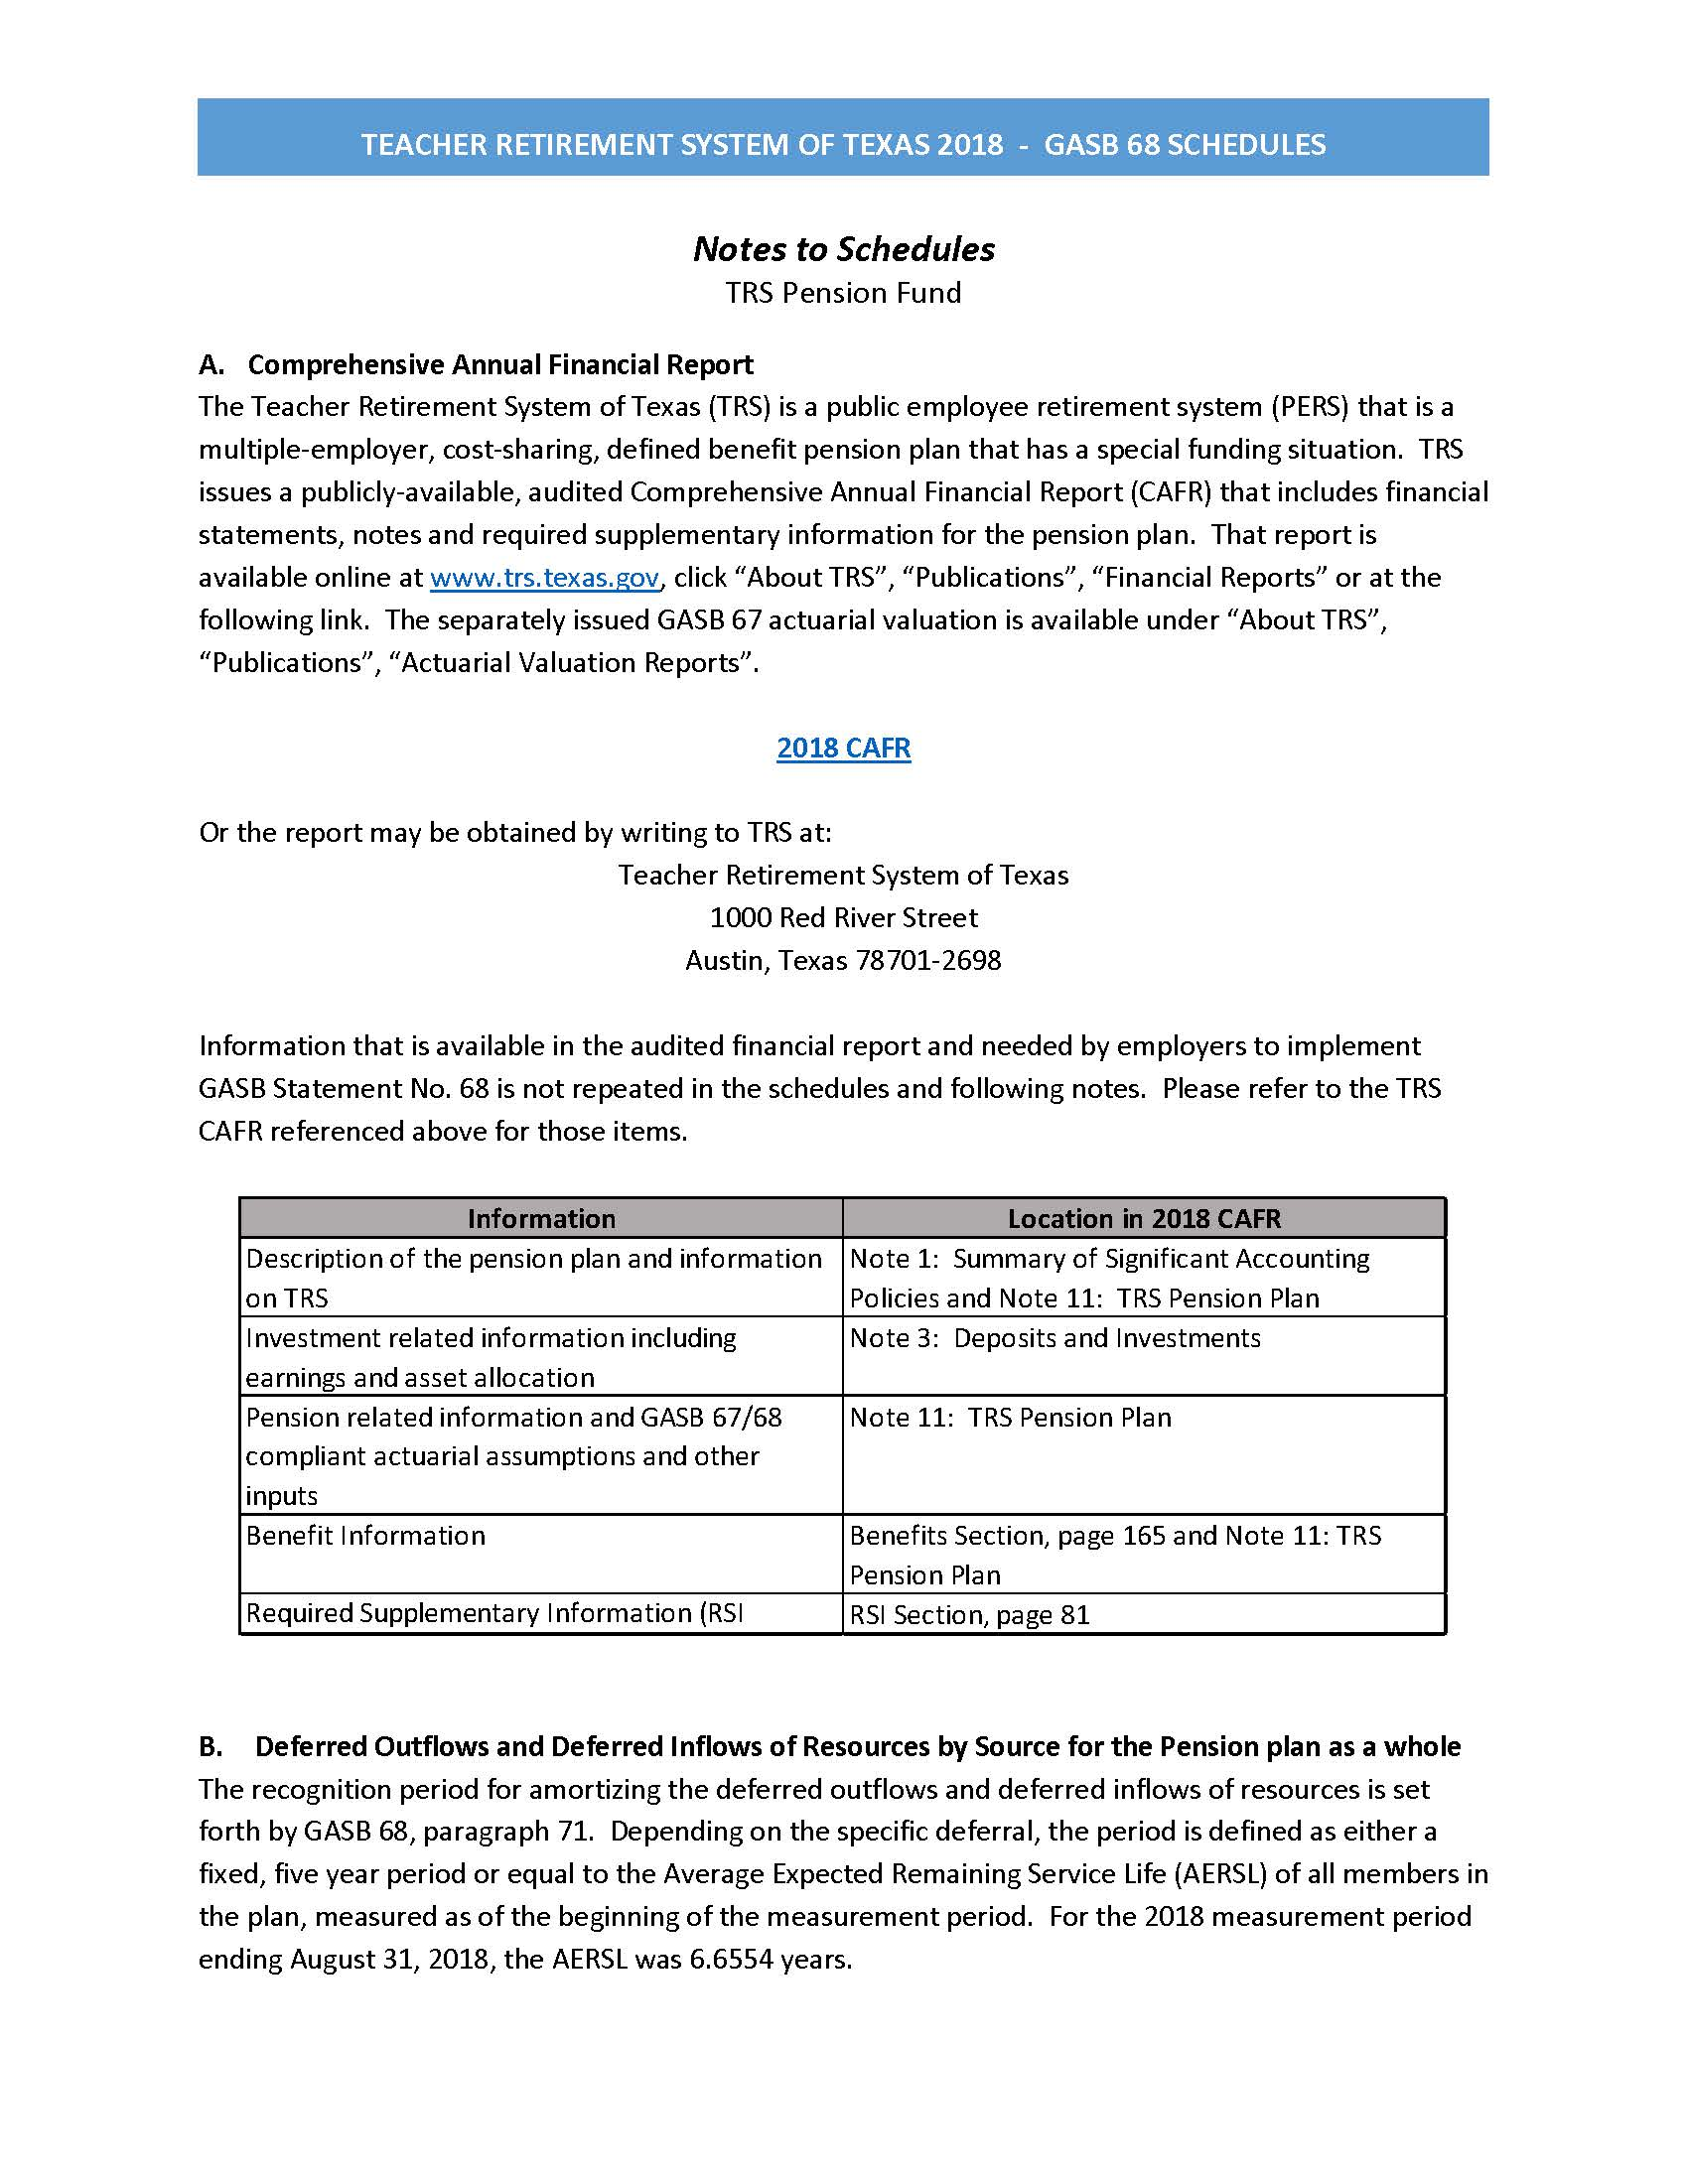 TEACHER RETIREMENT SYSTEM OF TEXAS 2018 - GASB 68 SCHEDULES
Notes to Schedules
TRS Pension Fund
A. Comprehensive Annual Financial Report
The Teacher Retirement System of Texas (TRS) is a public employee retirement system (PERS) that is a
multiple-employer, cost-sharing, defined benefit pension plan that has a special funding situation. TRS
issues a publicly-available, audited Comprehensive Annual Financial Report (CAFR) that includes financial
statements, notes and required supplementary information for the pension plan. That report is
available online at www.trs.texas.gov, click “About TRS”, “Publications”, “Financial Reports” or at the
following link. The separately issued GASB 67 actuarial valuation is available under “About TRS”,
“Publications”, “Actuarial Valuation Reports”.
2018 CAFR
Or the report may be obtained by writing to TRS at:
Teacher Retirement System of Texas
1000 Red River Street
Austin, Texas 78701-2698
Information that is available in the audited financial report and needed by employers to implement
GASB Statement No. 68 is not repeated in the schedules and following notes. Please refer to the TRS
CAFR referenced above for those items.
Information
Location in 2018 CAFR
Description of the pension plan and information
on TRS
Note 1: Summary of Significant Accounting
Policies and Note 11: TRS Pension Plan
Investment related information including
earnings and asset allocation
Note 3: Deposits and Investments
Pension related information and GASB 67/68
compliant actuarial assumptions and other
inputs
Note 11: TRS Pension Plan
Benefit Information
Benefits Section, page 165 and Note 11: TRS
Pension Plan
Required Supplementary Information (RSI
RSI Section, page 81
B. Deferred Outflows and Deferred Inflows of Resources by Source for the Pension plan as a whole
The recognition period for amortizing the deferred outflows and deferred inflows of resources is set
forth by GASB 68, paragraph 71. Depending on the specific deferral, the period is defined as either a
fixed, five year period or equal to the Average Expected Remaining Service Life (AERSL) of all members in
the plan, measured as of the beginning of the measurement period. For the 2018 measurement period
ending August 31, 2018, the AERSL was 6.6554 years.